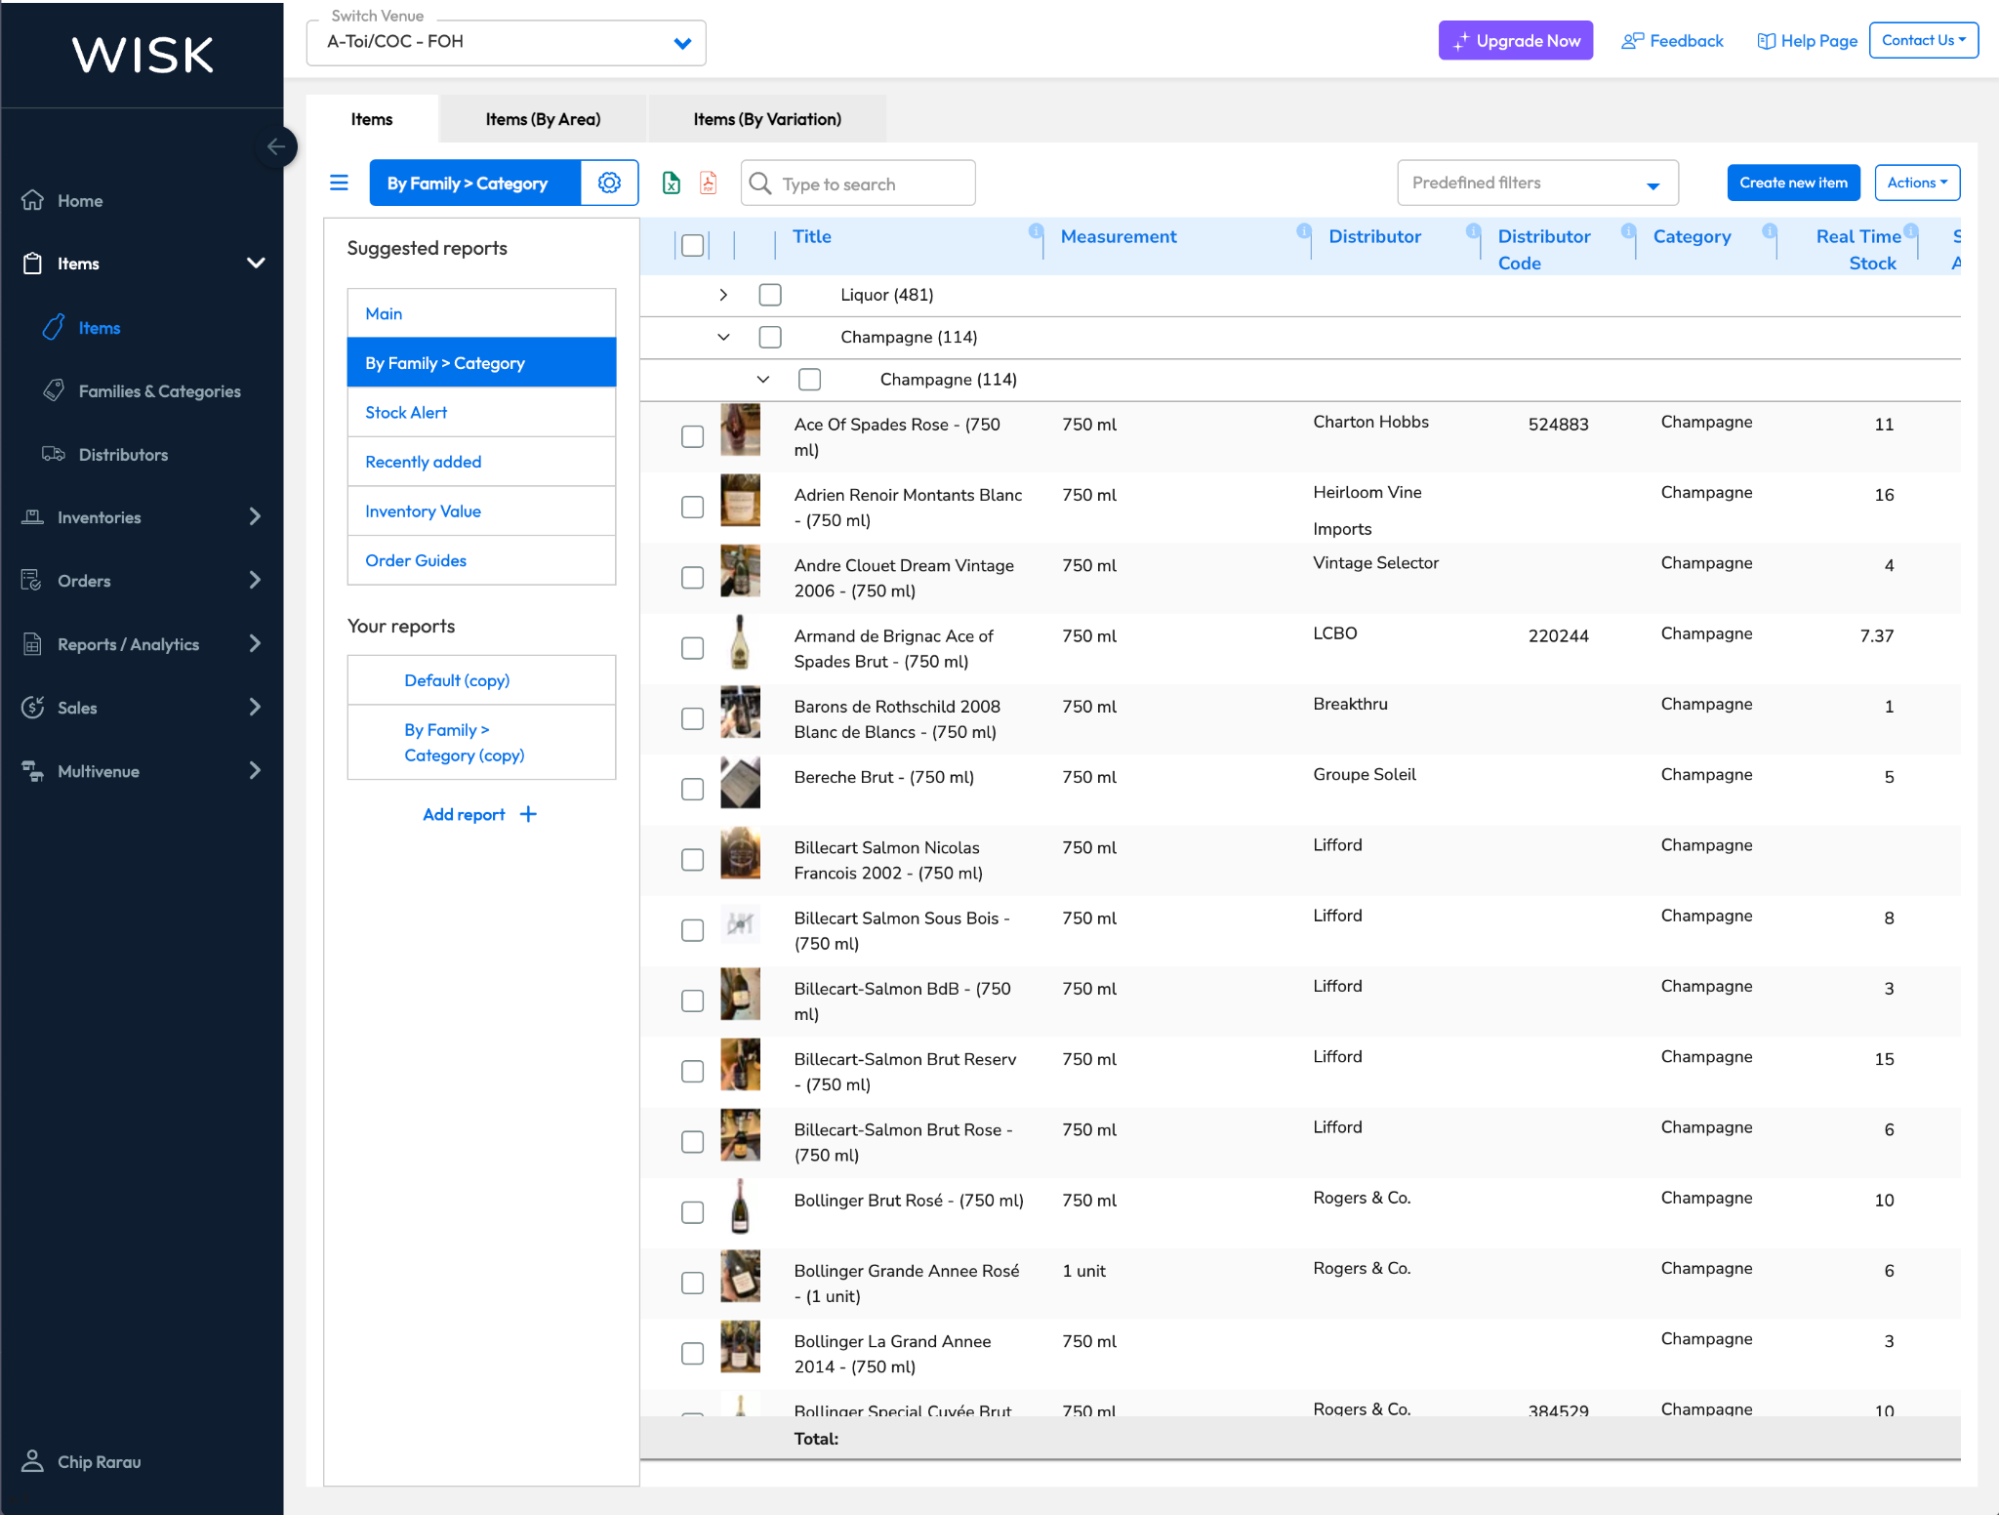 WISK
Switch Venue
A-Toi/COC - FOH
Upgrade Now
Feedback
Help Page
Contact Us
Home
Items
Items
Families & Categories
Distributors
Inventories
Orders
Reports / Analytics
Sales
Multivenue
Chip Rarau
Items
Items (By Area)
Items (By Variation)
By Family > Category
Type to search
Predefined filters
Create new item
Actions
Suggested reports
Main
By Family > Category
Stock Alert
Recently added
Inventory Value
Order Guides
Your reports
Default (copy)
By Family >
Category (copy)
Add report +
Title Measurement Distributor Distributor Category Real Time S
Code Stock A
Liquor (481)
Champagne (114)
Champagne (114)
Ace Of Spades Rose - (750 750 ml Charton Hobbs 524883 Champagne 11
ml)
Adrien Renoir Montants Blanc 750 ml Heirloom Vine Champagne 16
- (750 ml) Imports
Andre Clouet Dream Vintage 750 ml Vintage Selector Champagne 4
2006 - (750 ml)
Armand de Brignac Ace of 750 ml LCBO 220244 Champagne 7.37
Spades Brut - (750 ml)
Barons de Rothschild 2008 750 ml Breakthru Champagne 1
Blanc de Blancs - (750 ml)
Bereche Brut - (750 ml) 750 ml Groupe Soleil Champagne 5
Billecart Salmon Nicolas 750 ml Lifford Champagne
Francois 2002 - (750 ml)
Billecart Salmon Sous Bois - 750 ml Lifford Champagne 8
(750 ml)
Billecart-Salmon BdB - (750 750 ml Lifford Champagne 3
ml)
Billecart-Salmon Brut Reserv 750 ml Lifford Champagne 15
- (750 ml)
Billecart-Salmon Brut Rose - 750 ml Lifford Champagne 6
(750 ml)
Bollinger Brut Rosé - (750 ml) 750 ml Rogers & Co. Champagne 10
Bollinger Grande Annee Rosé 1 unit Rogers & Co. Champagne 6
- (1 unit)
Bollinger La Grand Annee 750 ml Champagne 3
2014 - (750 ml)
Bollinger Special Cuvée Brut 750 ml Rogers & Co. 384529 Champagne 10
Total: